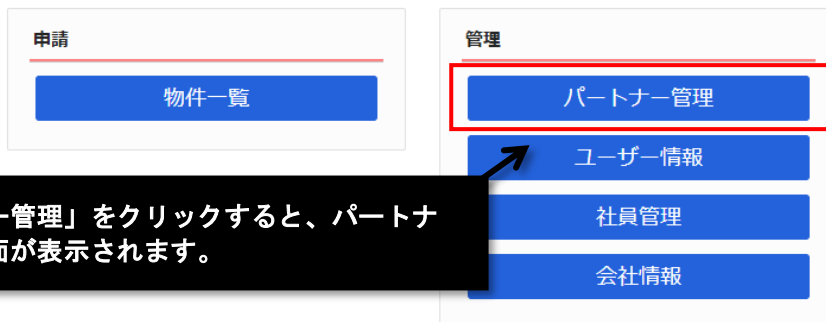 申請
物件一覧
管理
パートナー管理
ユーザー情報
社員管理
会社情報
ー管理」をクリックすると、パートナ
面が表示されます。